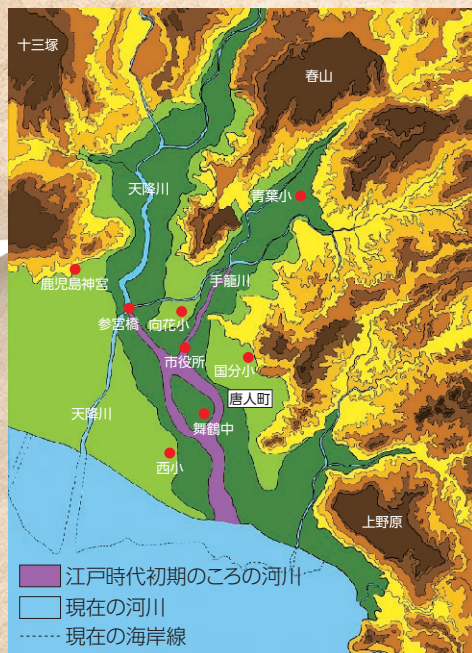 十三塚
春山
天降川
青葉小
鹿児島神宮
手籠川
参宮橋
向花小
市役所
国分小
唐人町
天降川
舞鶴中
西小
上野原
江戸時代初期のころの河川
現在の河川
現在の海岸線